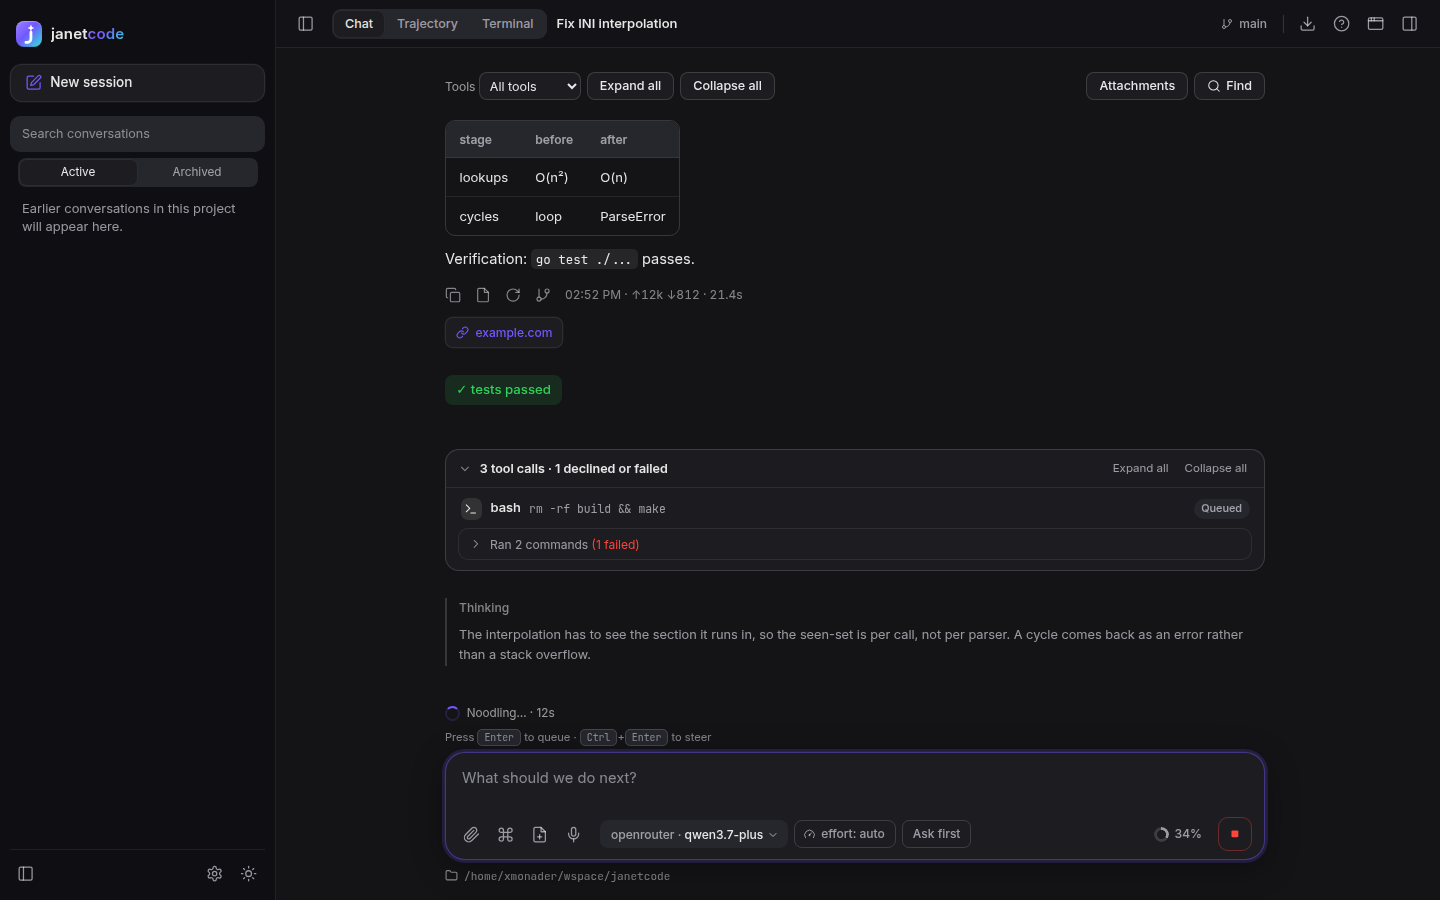 janetcode
New session
Search conversations
Active Archived
Earlier conversations in this project
will appear here.
Chat Trajectory Terminal Fix INI interpolation
main
Tools All tools Expand all Collapse all
Attachments Find
stage before after
lookups O(n²) O(n)
cycles loop ParseError
Verification: go test ./... passes.
02:52 PM · ↑12k ↓812 · 21.4s
example.com
✓ tests passed
3 tool calls · 1 declined or failed
Expand all Collapse all
bash rm -rf build && make
Queued
Ran 2 commands (1 failed)
Thinking
The interpolation has to see the section it runs in, so the seen-set is per call, not per parser. A cycle comes back as an error rather
than a stack overflow.
Noodling... · 12s
Press Enter to queue · Ctrl+Enter to steer
What should we do next?
openrouter · qwen3.7-plus effort: auto Ask first
34%
/home/xmonader/wspace/janetcode